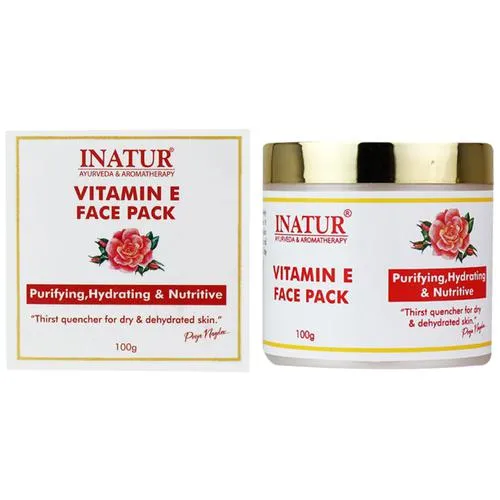 INATUR®
AYURVEDA & AROMATHERAPY
VITAMIN E
FACE PACK
Purifying,Hydrating & Nutritive
“Thirst quencher for dry & dehydrated skin.”
100g
INATUR®
AYURVEDA & AROMATHERAPY
VITAMIN E
FACE PACK
100g
Purifying,Hydrating
& Nutritive
“Thirst quencher for dry
& dehydrated skin.”